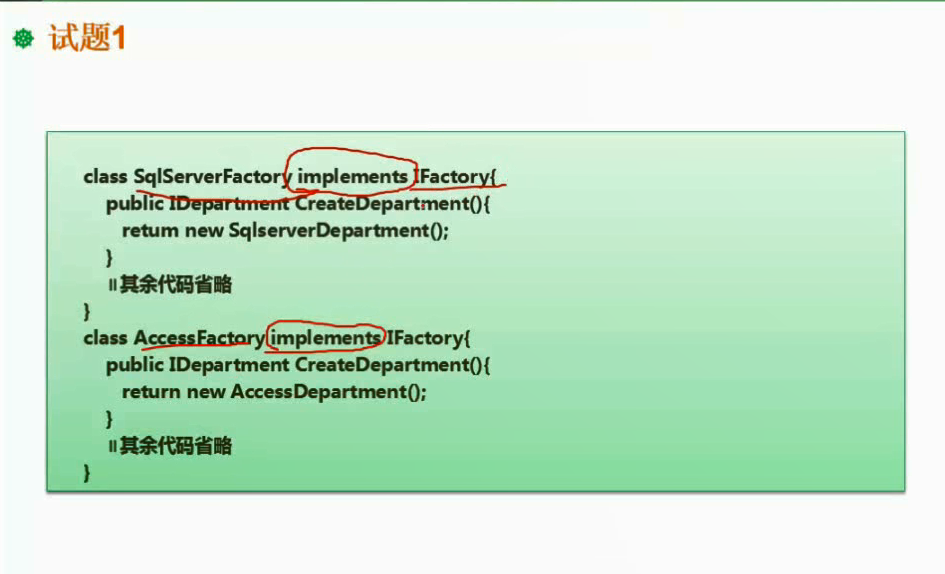 试题1
class SqlServerFactory implements IFactory{
public IDepartment CreateDepartment(){
retum new SqlserverDepartment();
}
॥其余代码省略
}
class AccessFactory implements IFactory{
public IDepartment CreateDepartment(){
return new AccessDepartment();
}
॥其余代码省略
}